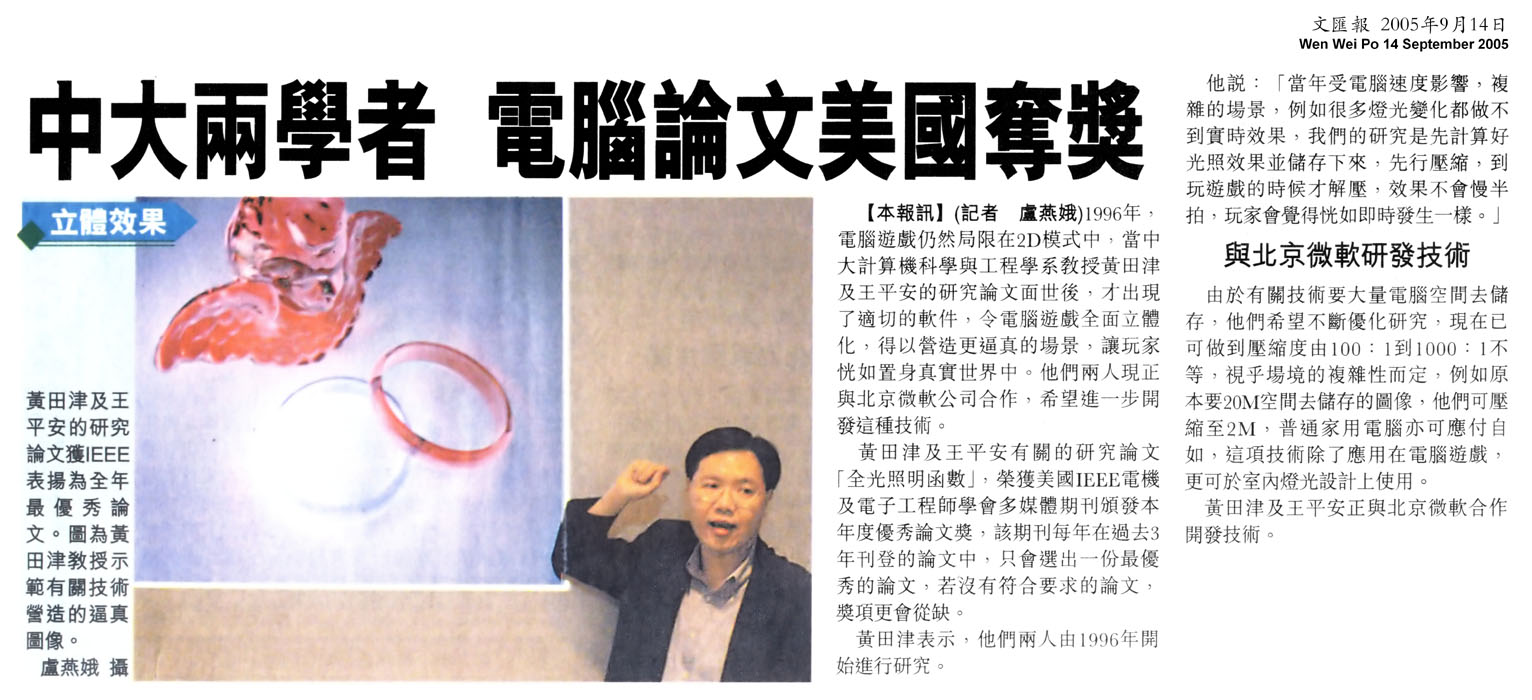 文匯報 2005年9月14日
Wen Wei Po 14 September 2005
中大兩學者 電腦論文美國奪獎
立體效果
黃田津及王
平安的研究
論文獲IEEE
表揚為全年
最優秀論
文。圖為黃
田津教授示
範有關技術
營造的逼真
圖像。
盧燕娥 攝
【本報訊】(記者 盧燕娥)1996年，
電腦遊戲仍然局限在2D模式中，當中
大計算機科學與工程學系教授黃田津
及王平安的研究論文面世後，才出現
了適切的軟件，令電腦遊戲全面立體
化，得以營造更逼真的場景，讓玩家
恍如置身真實世界中。他們兩人現正
與北京微軟公司合作，希望進一步開
發這種技術。
黃田津及王平安有關的研究論文
「全光照明函數」，榮獲美國IEEE電機
及電子工程師學會多媒體期刊頒發本
年度優秀論文獎，該期刊每年在過去3
年刊登的論文中，只會選出一份最優
秀的論文，若沒有符合要求的論文，
獎項更會從缺。
黃田津表示，他們兩人由1996年開
始進行研究。
他説：「當年受電腦速度影響，複
雜的場景，例如很多燈光變化都做不
到實時效果，我們的研究是先計算好
光照效果並儲存下來，先行壓縮，到
玩遊戲的時候才解壓，效果不會慢半
拍，玩家會覺得恍如即時發生一樣。」
與北京微軟研發技術
由於有關技術要大量電腦空間去儲
存，他們希望不斷優化研究，現在已
可做到壓縮度由100：1到1000：1不
等，視乎場境的複雜性而定，例如原
本要20M空間去儲存的圖像，他們可壓
縮至2M，普通家用電腦亦可應付自
如，這項技術除了應用在電腦遊戲，
更可於室內燈光設計上使用。
黃田津及王平安正與北京微軟合作
開發技術。